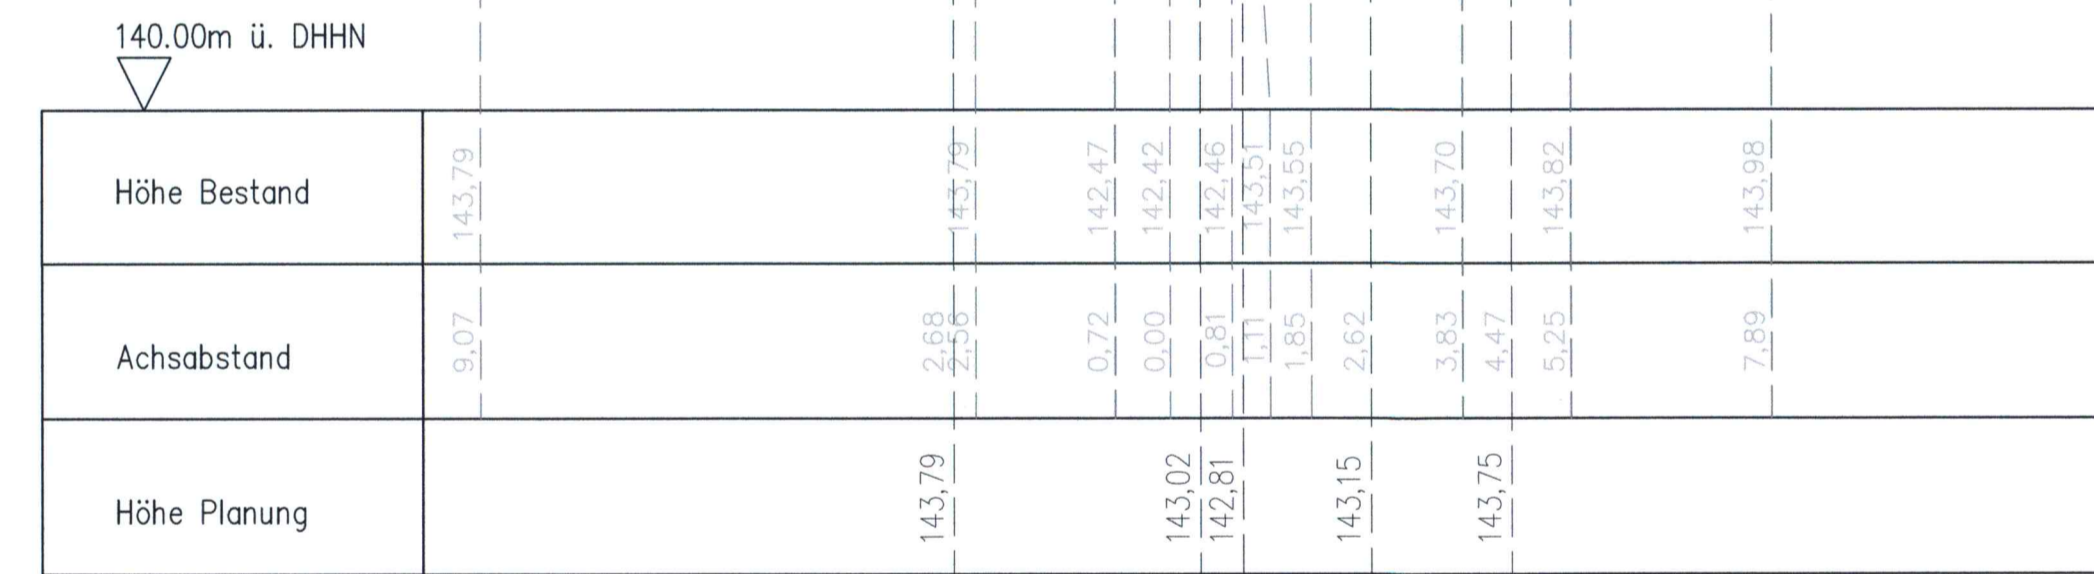 140.00m ü. DHHN
Höhe Bestand
143,79 143,79 142,47 142,42 142,46 143,51 143,55 143,70 143,82 143,98
Achsabstand
9,07 2,68 2,56 0,72 0,00 0,81 1,11 1,85 2,62 3,83 4,47 5,25 7,89
Höhe Planung
143,79 143,02 142,81 143,15 143,75